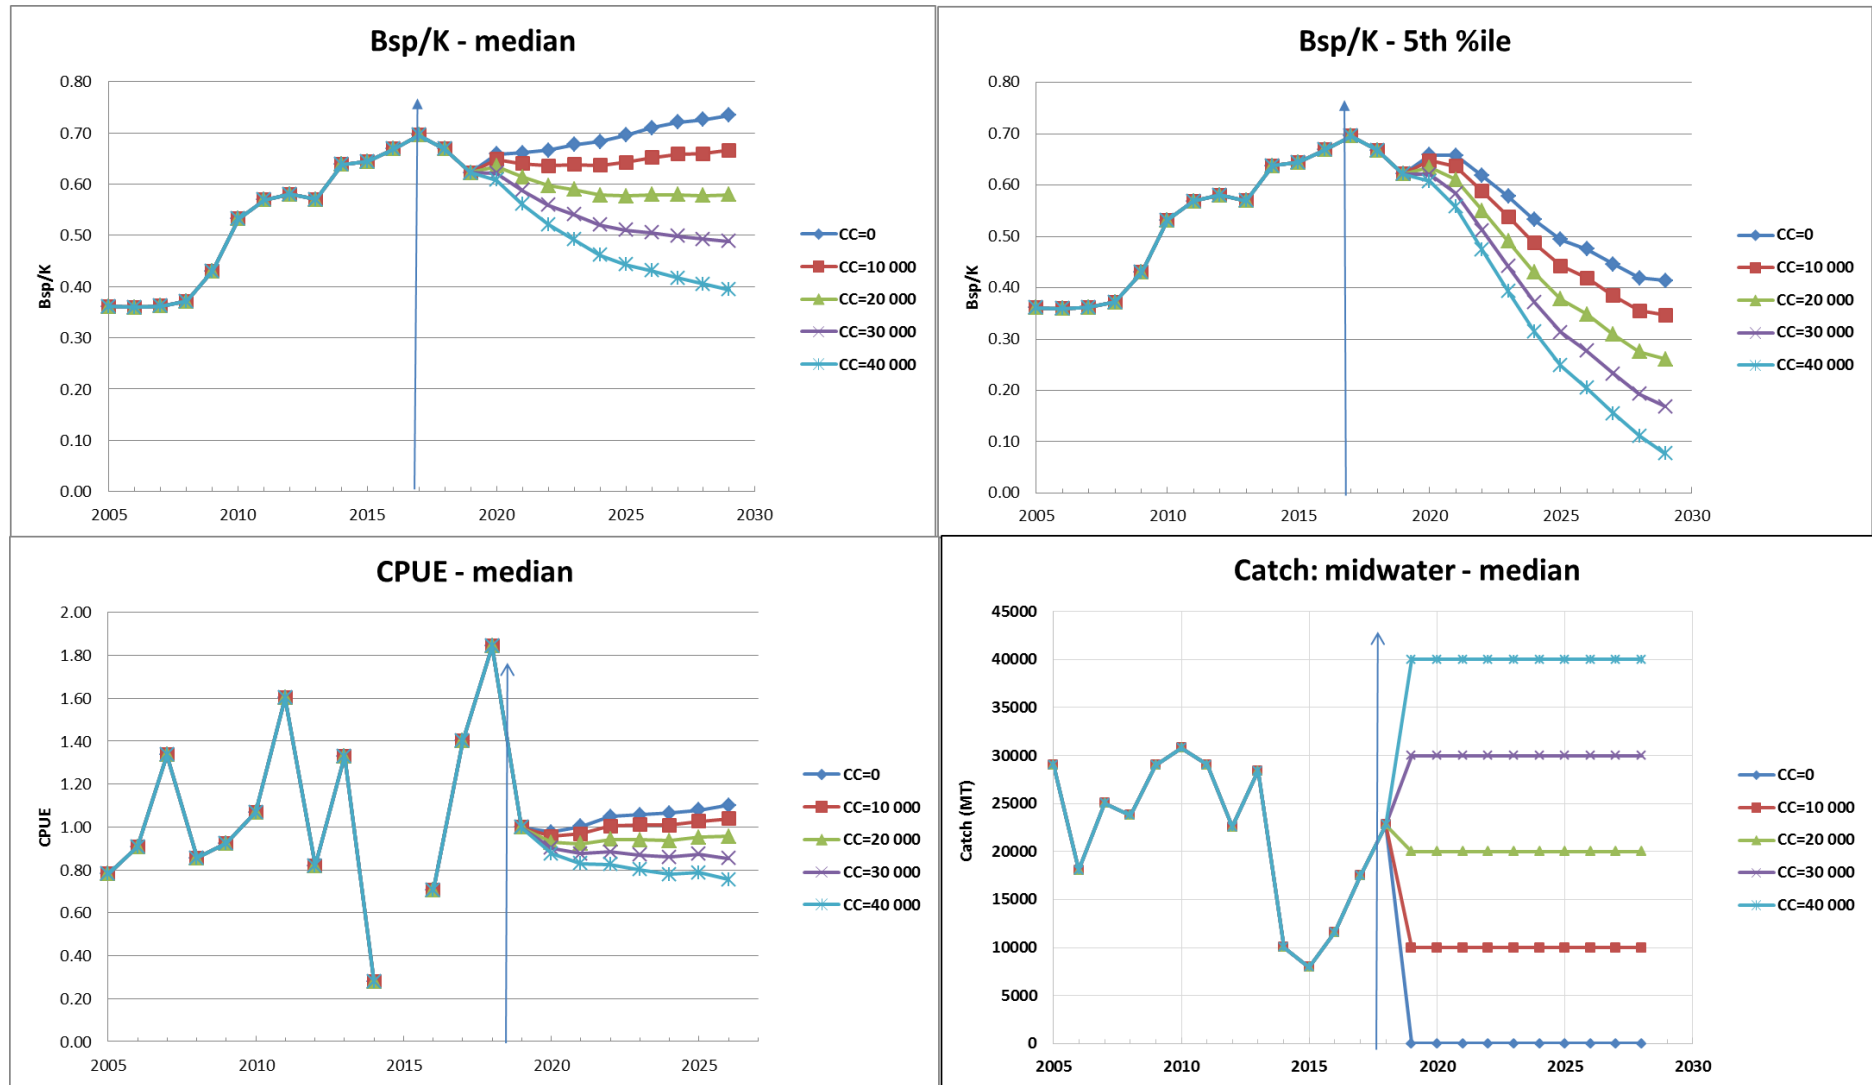 Bsp/K - median
0.80
0.70
0.60
0.50
0.40
0.30
0.20
0.10
0.00
Bsp/K
2005 2010 2015 2020 2025 2030
CC=0
CC=10 000
CC=20 000
CC=30 000
CC=40 000
Bsp/K - 5th %ile
0.80
0.70
0.60
0.50
0.40
0.30
0.20
0.10
0.00
Bsp/K
2005 2010 2015 2020 2025 2030
CC=0
CC=10 000
CC=20 000
CC=30 000
CC=40 000
CPUE - median
2.00
1.80
1.60
1.40
1.20
1.00
0.80
0.60
0.40
0.20
0.00
CPUE
2005 2010 2015 2020 2025
CC=0
CC=10 000
CC=20 000
CC=30 000
CC=40 000
Catch: midwater - median
45000
40000
35000
30000
25000
20000
15000
10000
5000
0
Catch (MT)
2005 2010 2015 2020 2025 2030
CC=0
CC=10 000
CC=20 000
CC=30 000
CC=40 000